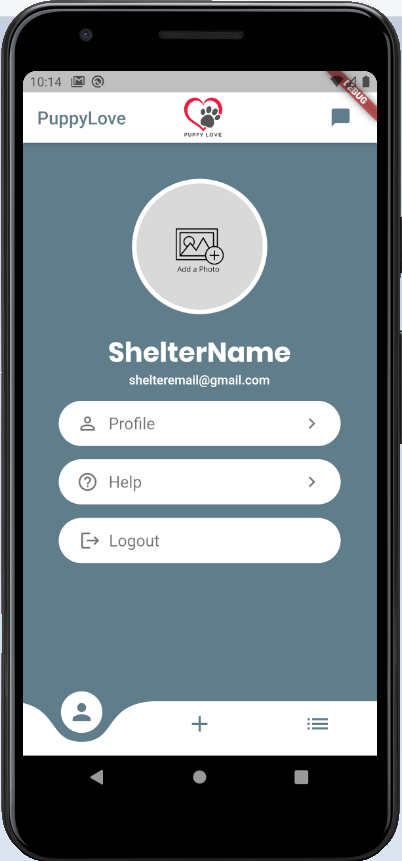 10:14
DEBUG
PuppyLove
PUPPY LOVE
Add a Photo
ShelterName
shelteremail@gmail.com
Profile
Help
Logout